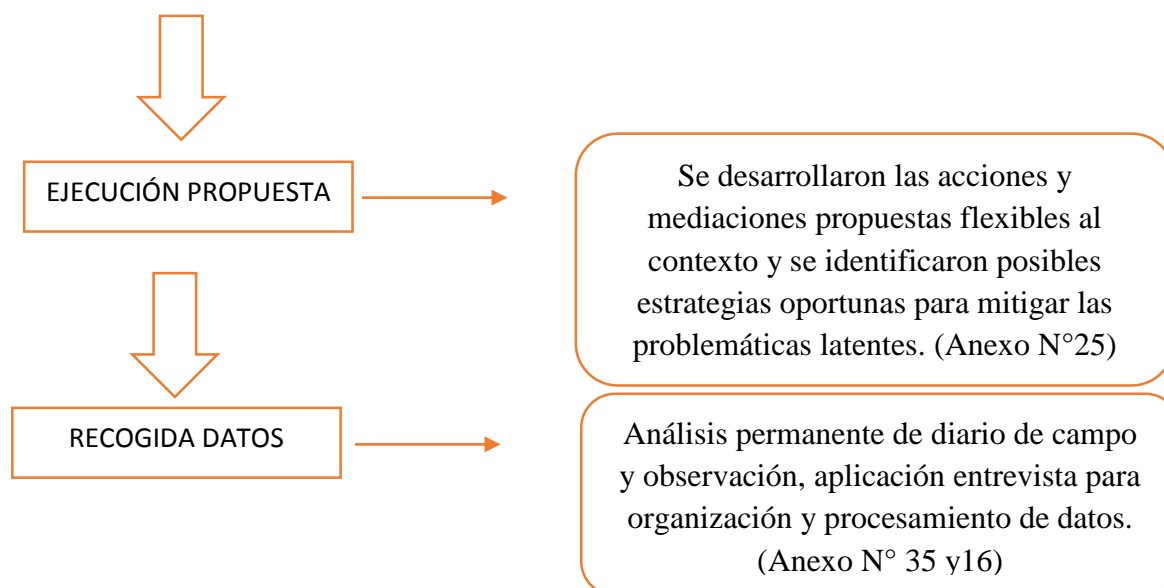 EJECUCIÓN PROPUESTA
Se desarrollaron las acciones y
mediaciones propuestas flexibles al
contexto y se identificaron posibles
estrategias oportunas para mitigar las
problemáticas latentes. (Anexo N°25)
RECOGIDA DATOS
Análisis permanente de diario de campo
y observación, aplicación entrevista para
organización y procesamiento de datos.
(Anexo N° 35 y16)